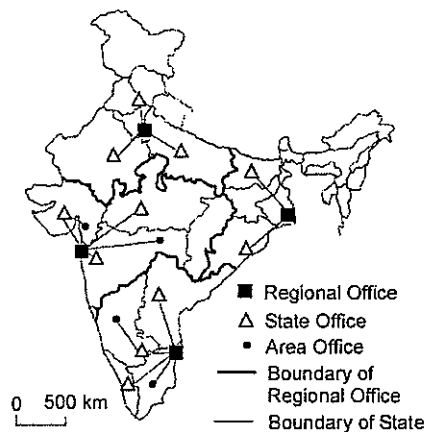 Regional Office
State Office
Area Office
Boundary of
Regional Office
Boundary of State
0 500 km